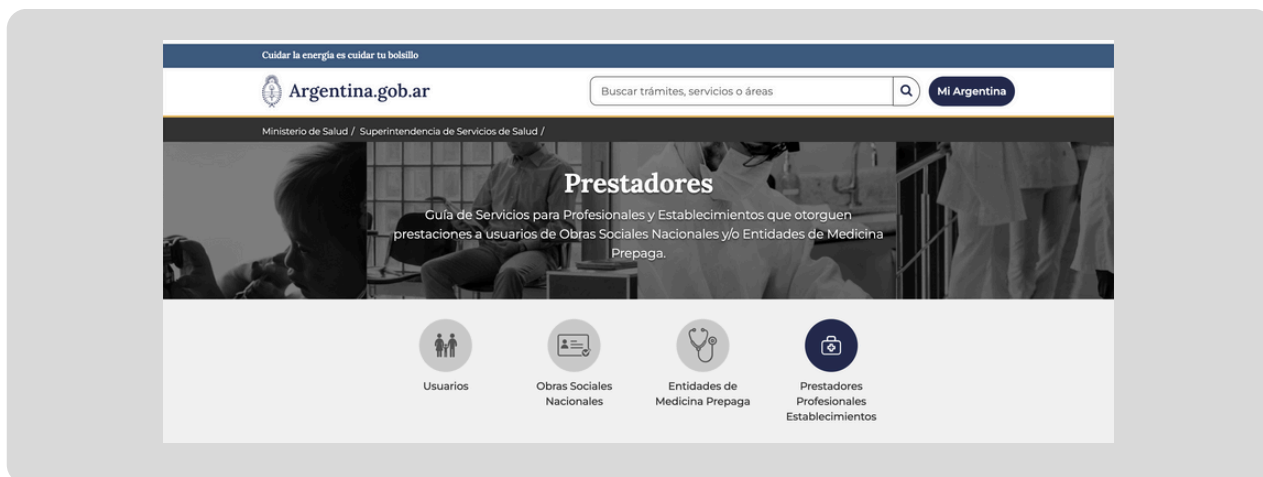 Cuidar la energía es cuidar tu bolsillo
Argentina.gob.ar
Buscar trámites, servicios o áreas
Mi Argentina
Ministerio de Salud / Superintendencia de Servicios de Salud /
Prestadores
Guía de Servicios para Profesionales y Establecimientos que otorguen
prestaciones a usuarios de Obras Sociales Nacionales y/o Entidades de Medicina
Prepaga.
Usuarios
Obras Sociales
Nacionales
Entidades de
Medicina Prepaga
Prestadores
Profesionales
Establecimientos